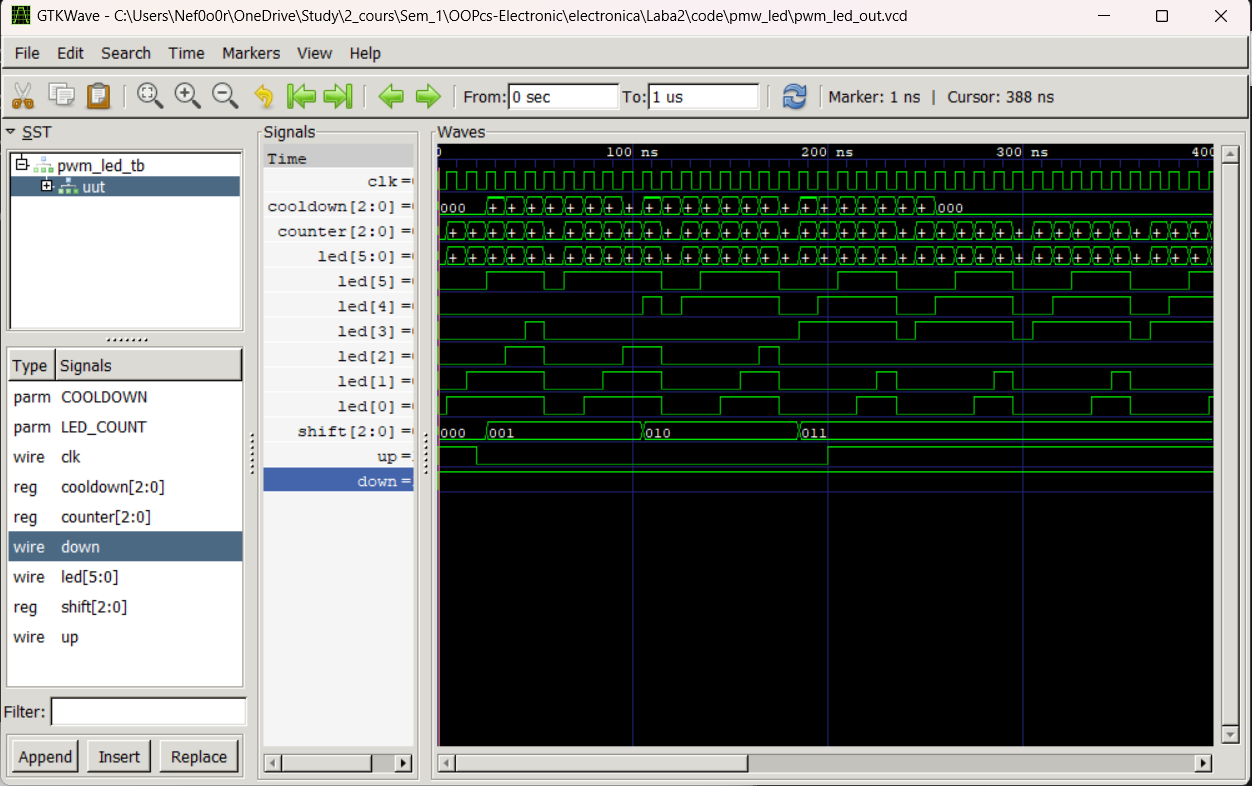 GTKWave - C:\Users\Nef0o0r\OneDrive\Study\2_cours\Sem_1\OOPcs-Electronic\electronica\Laba2\code\pmw_led\pwm_led_out.vcd
File Edit Search Time Markers View Help
From: 0 sec To: 1 us Marker: 1 ns | Cursor: 388 ns
SST
pwm_led_tb
uut
Type Signals
parm COOLDOWN
parm LED_COUNT
wire clk
reg cooldown[2:0]
reg counter[2:0]
wire down
wire led[5:0]
reg shift[2:0]
wire up
Filter:
Append Insert Replace
Signals
Time
clk =
cooldown[2:0] =
counter[2:0] =
led[5:0] =
led[5] =
led[4] =
led[3] =
led[2] =
led[1] =
led[0] =
shift[2:0] =
up =
down =
Waves
0 100 ns 200 ns 300 ns 400
000 + + + + + + + + + + + + + + + + + + + + + + + 000
+ + + + + + + + + + + + + + + + + + + + + + + + + + + + + + + + + + + + + + +
+ + + + + + + + + + + + + + + + + + + + + + + + + + + + + + + + + + + + + + +
000 001 010 011